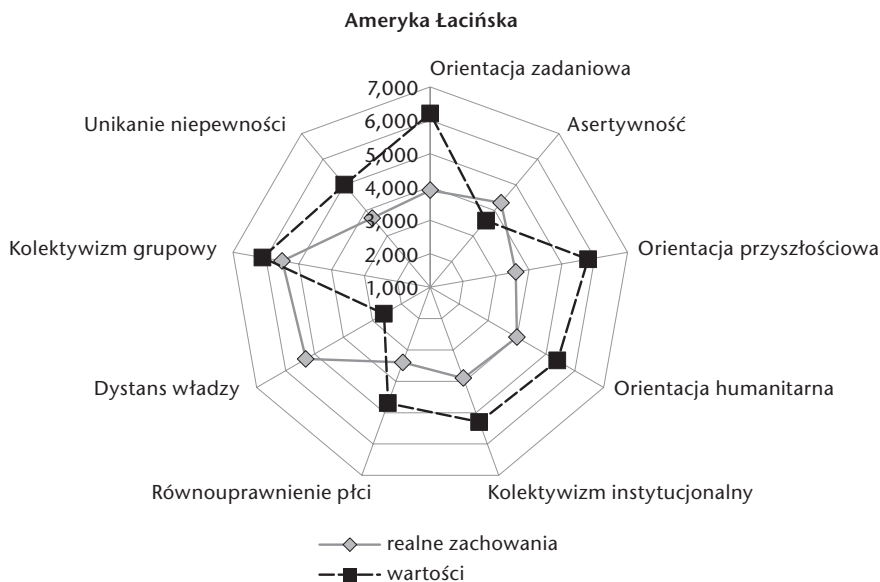 Ameryka Łacińska
Orientacja zadaniowa
7,000
6,000
5,000
4,000
3,000
2,000
1,000
Asertywność
Orientacja przyszłościowa
Orientacja humanitarna
Kolektywizm instytucjonalny
Równouprawnienie płci
Dystans władzy
Kolektywizm grupowy
Unikanie niepewności
realne zachowania
wartości